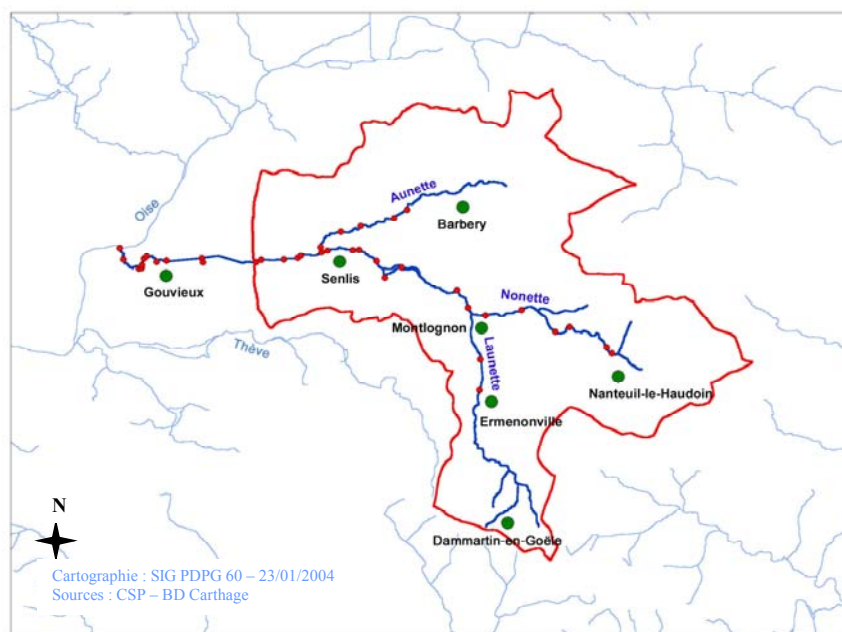 Aunette
Oise
Barbery
Senlis
Gouvieux
Nonette
Montlognon
Thève
Launette
Nanteuil-le-Haudoin
Ermenonville
N
Dammartin-en-Goële
Cartographie : SIG PDPG 60 – 23/01/2004
Sources : CSP – BD Carthage